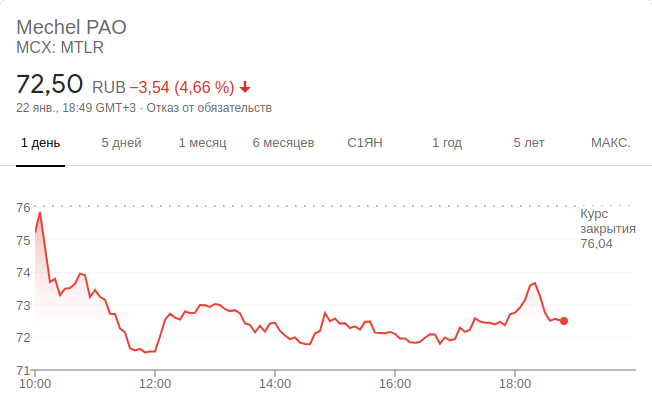 Mechel PAO
MCX: MTLR
72,50 RUB −3,54 (4,66 %)
22 янв., 18:49 GMT+3 · Отказ от обязательств
1 день 5 дней 1 месяц 6 месяцев С1ЯН 1 год 5 лет МАКС.
76
75
74
73
72
71
Курс
закрытия
76,04
10:00 12:00 14:00 16:00 18:00